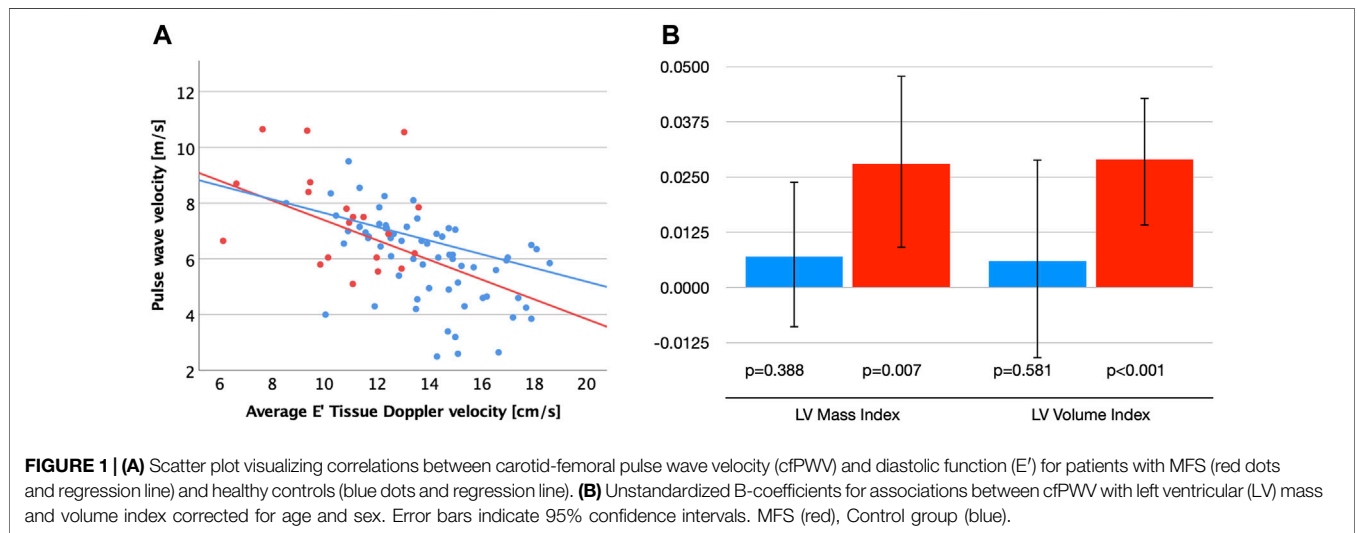 A
Pulse wave velocity [m/s]
12
10
8
6
4
2
6 8 10 12 14 16 18 20
Average E' Tissue Doppler velocity [cm/s]
B
0.0500
0.0375
0.0250
0.0125
0.0000
-0.0125
p=0.388 p=0.007 p=0.581 p<0.001
LV Mass Index LV Volume Index
FIGURE 1 | (A) Scatter plot visualizing correlations between carotid-femoral pulse wave velocity (cfPWV) and diastolic function (E′) for patients with MFS (red dots
and regression line) and healthy controls (blue dots and regression line). (B) Unstandardized B-coefficients for associations between cfPWV with left ventricular (LV) mass
and volume index corrected for age and sex. Error bars indicate 95% confidence intervals. MFS (red), Control group (blue).